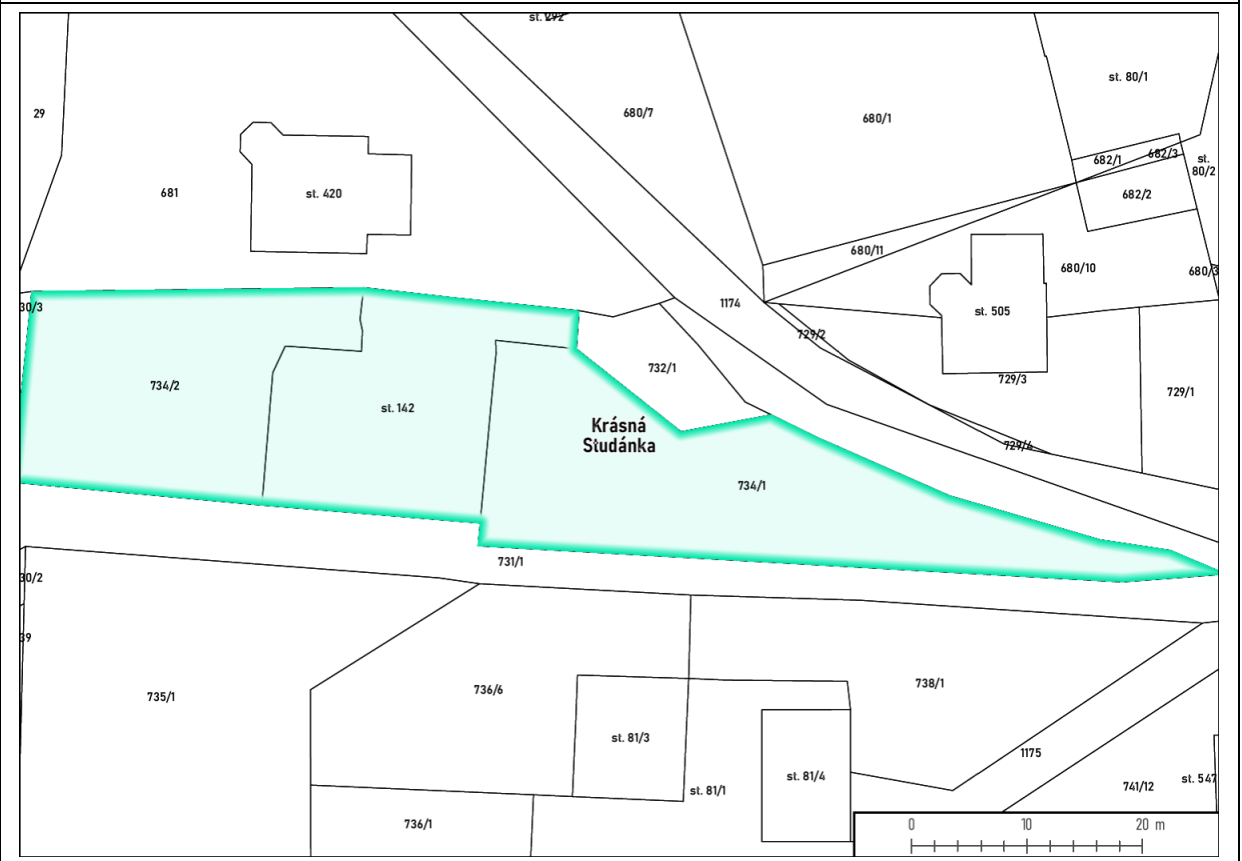 st. 292
st. 80/1
29
680/7
680/1
682/1
682/3
st.
80/2
681
st. 420
682/2
680/11
680/10
680/3
30/3
1174
st. 505
729/2
732/1
729/3
734/2
729/1
st. 142
Krásná
Studánka
729/4
734/1
731/1
30/2
39
735/1
736/6
738/1
st. 81/3
1175
st. 81/4
st. 547
st. 81/1
741/12
736/1
0 10 20 m